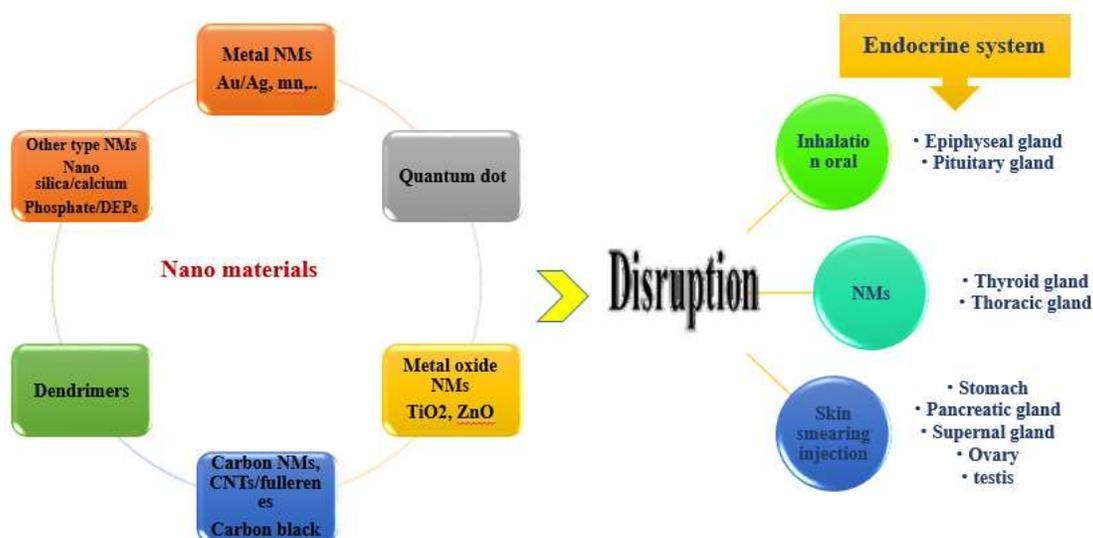 Metal NMs
Au/Ag, mn,..
Quantum dot
Metal oxide
NMs
TiO2, ZnO
Carbon NMs,
CNTs/fulleren
es
Carbon black
Dendrimers
Other type NMs
Nano
silica/calcium
Phosphate/DEPs
Nano materials
Disruption
Endocrine system
Inhalatio
n oral
• Epiphyseal gland
• Pituitary gland
NMs
• Thyroid gland
• Thoracic gland
Skin
smearing
injection
• Stomach
• Pancreatic gland
• Supernal gland
• Ovary
• testis